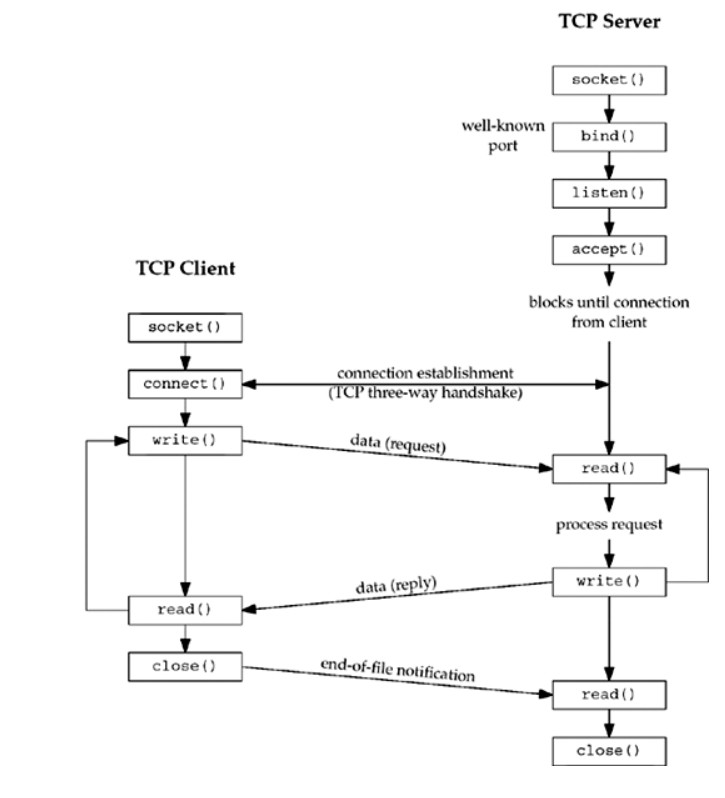 TCP Server
socket()
well-known
port
bind()
listen()
accept()
blocks until connection
from client
TCP Client
socket()
connect()
connection establishment
(TCP three-way handshake)
write()
data (request)
read()
process request
write()
data (reply)
read()
close()
end-of-file notification
read()
close()